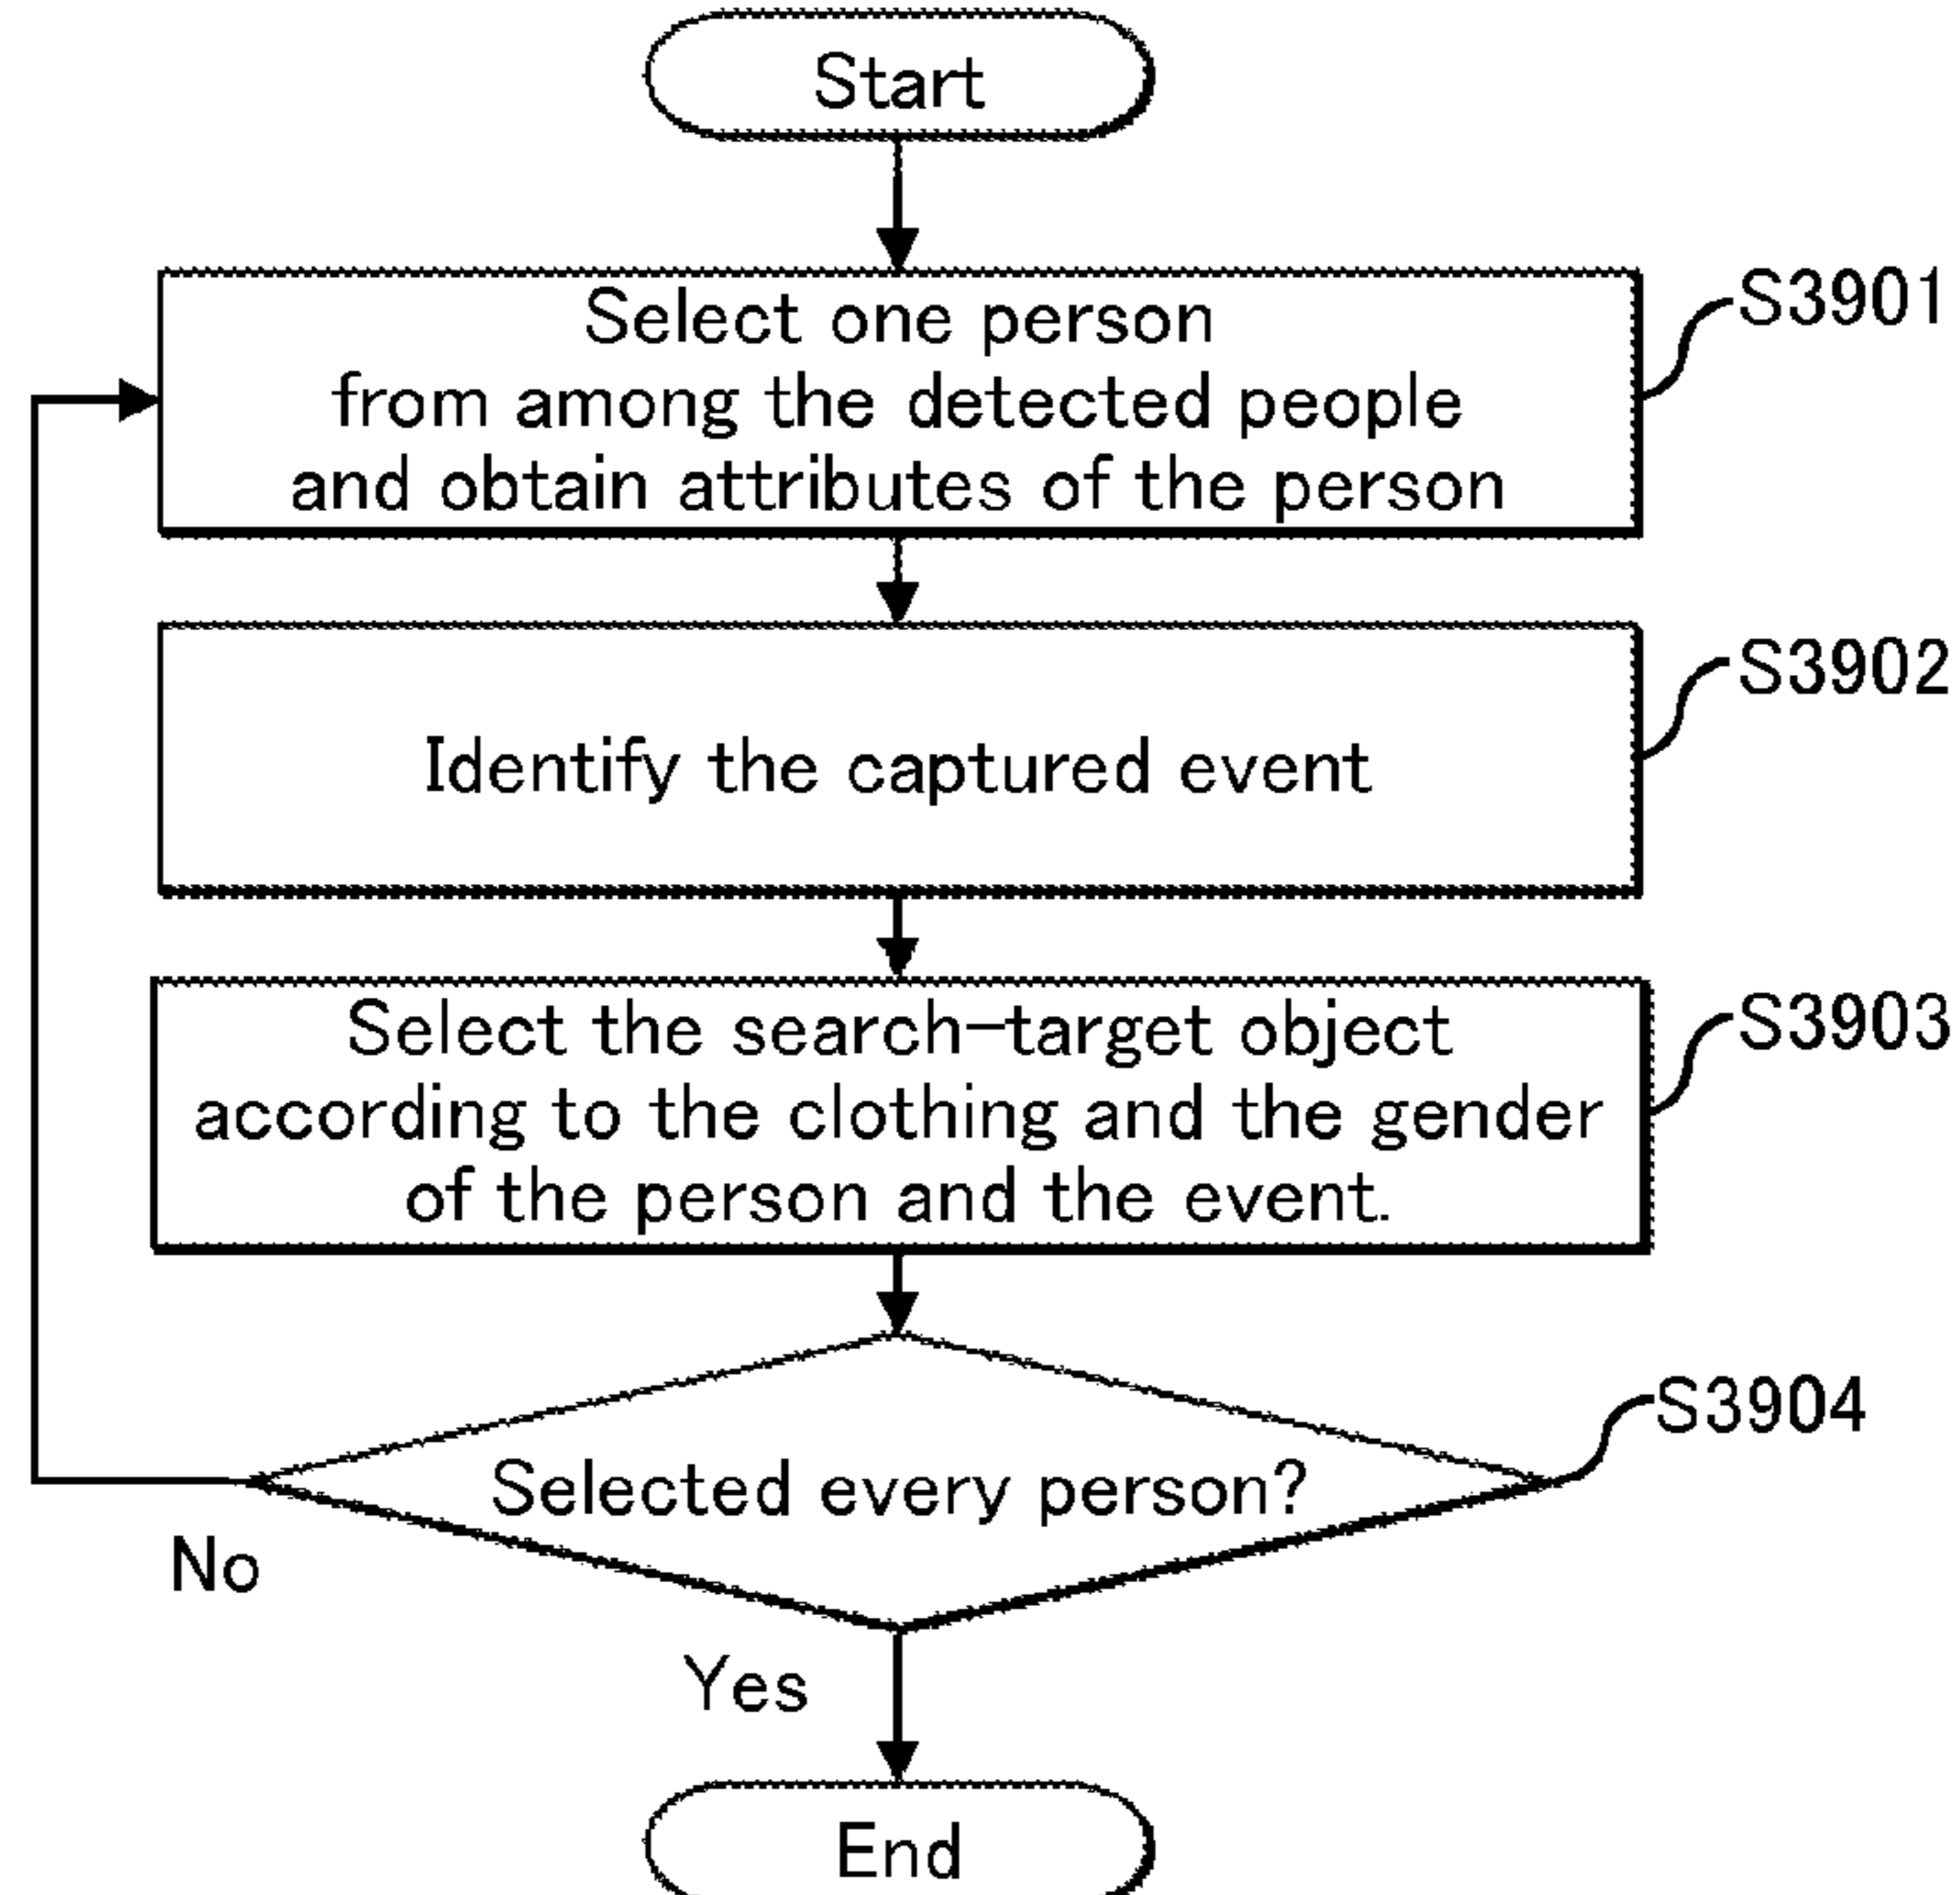 Start
Select one person
from among the detected people
and obtain attributes of the person
S3901
Identify the captured event
S3902
Select the search-target object
according to the clothing and the gender
of the person and the event.
S3903
Selected every person?
S3904
No
Yes
End